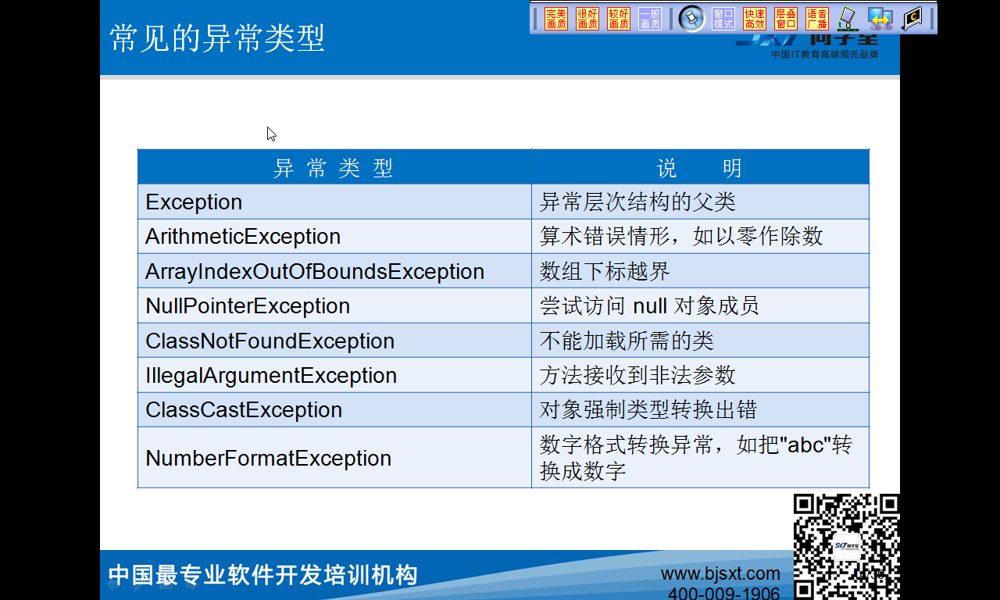 完美 很好 较好 一般 窗口 快速 层叠 语音
画质 画质 画质 画质 模式 高效 窗口 广播
常见的异常类型
中国IT教育高端领先品牌
异 常 类 型 说 明
Exception 异常层次结构的父类
ArithmeticException 算术错误情形，如以零作除数
ArrayIndexOutOfBoundsException 数组下标越界
NullPointerException 尝试访问 null 对象成员
ClassNotFoundException 不能加载所需的类
IllegalArgumentException 方法接收到非法参数
ClassCastException 对象强制类型转换出错
NumberFormatException 数字格式转换异常，如把"abc"转
换成数字
中国最专业软件开发培训机构
www.bjsxt.com
400-009-1906